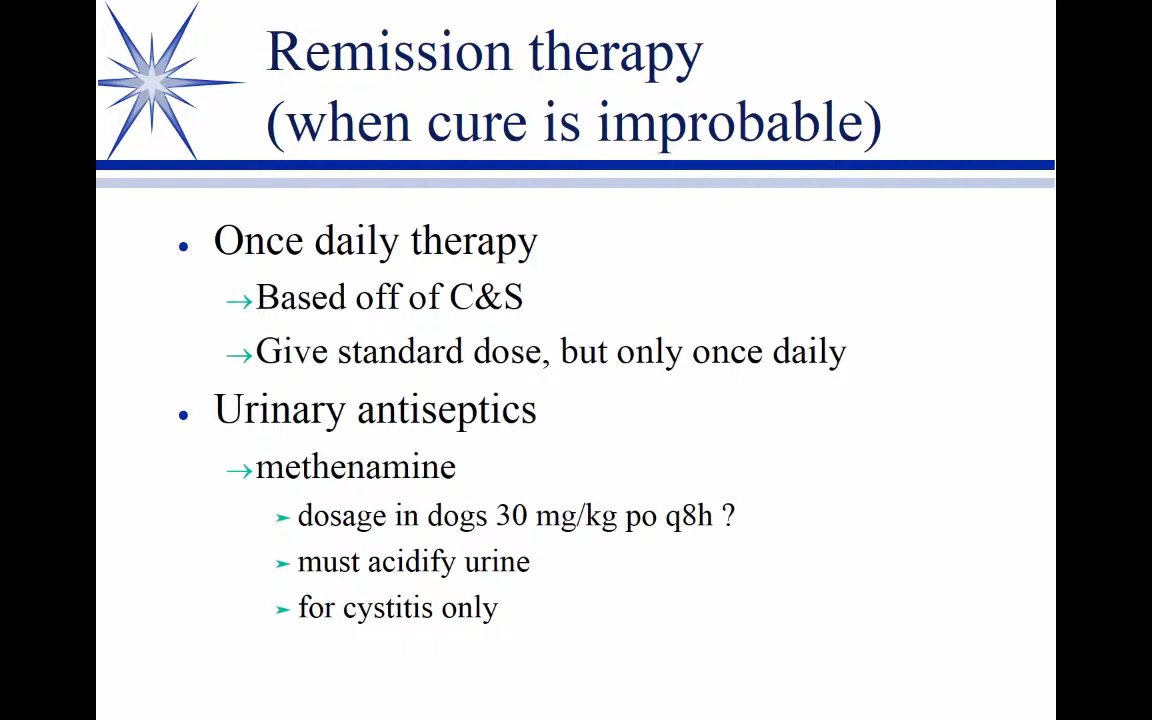 Remission therapy
(when cure is improbable)
• Once daily therapy
→Based off of C&S
→Give standard dose, but only once daily
• Urinary antiseptics
→methenamine
➢ dosage in dogs 30 mg/kg po q8h ?
➢ must acidify urine
➢ for cystitis only